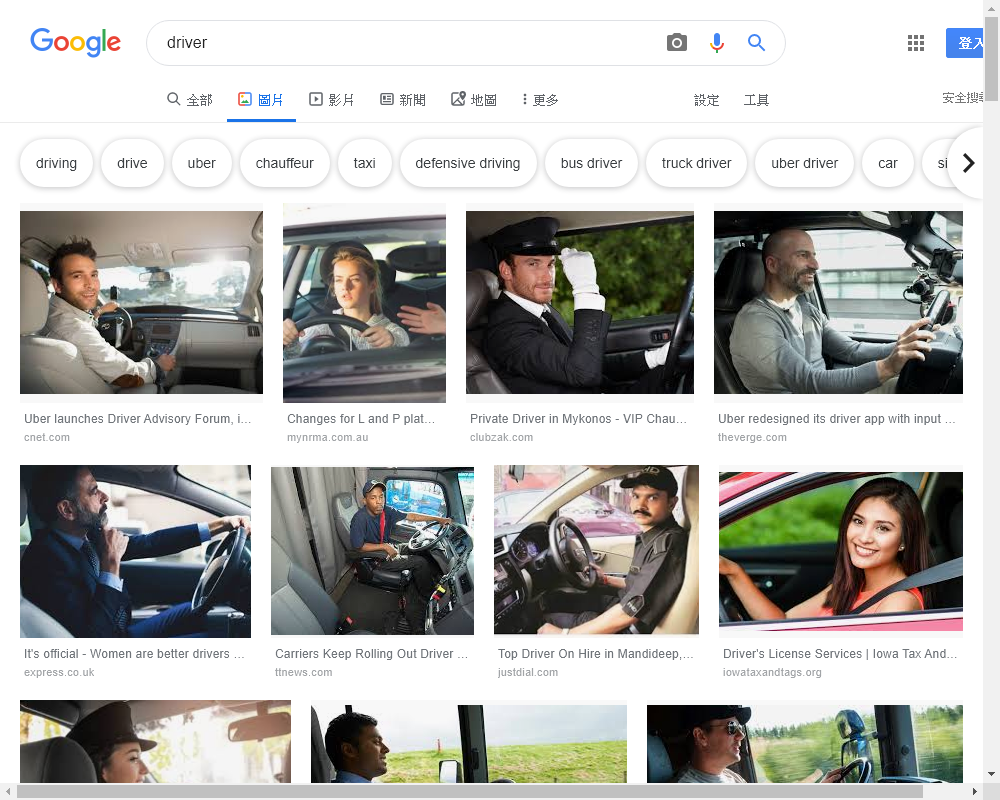 Google
driver
登入
全部
圖片
影片
新聞
地圖
更多
設定
工具
安全搜尋
driving
drive
uber
chauffeur
taxi
defensive driving
bus driver
truck driver
uber driver
car
si
Uber launches Driver Advisory Forum, i...
cnet.com
Changes for L and P plat...
mynrma.com.au
Private Driver in Mykonos - VIP Chau...
clubzak.com
Uber redesigned its driver app with input ...
theverge.com
It's official - Women are better drivers ...
express.co.uk
Carriers Keep Rolling Out Driver ...
ttnews.com
Top Driver On Hire in Mandideep,...
justdial.com
Driver's License Services | Iowa Tax And...
iowataxandtags.org